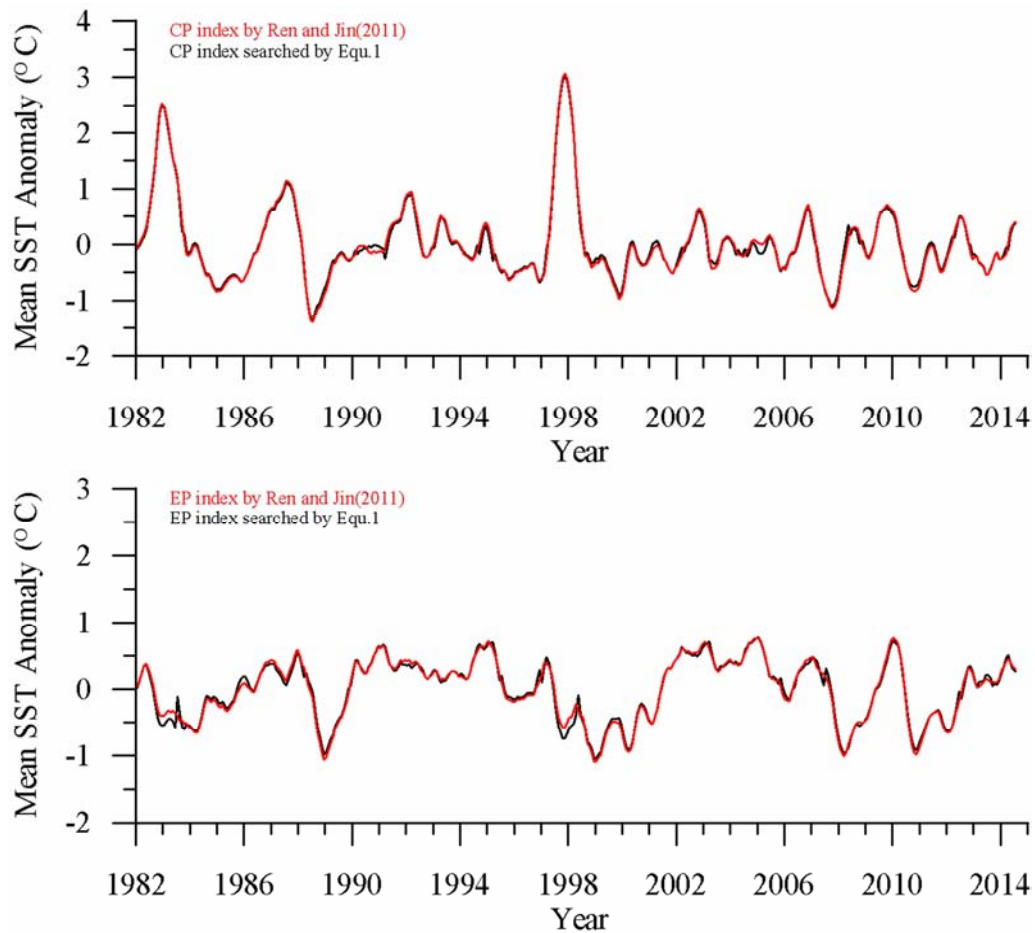 CP index by Ren and Jin(2011)
CP index searched by Equ.1
Mean SST Anomaly (°C)
4
3
2
1
0
-1
-2
1982 1986 1990 1994 1998 2002 2006 2010 2014
Year
EP index by Ren and Jin(2011)
EP index searched by Equ.1
Mean SST Anomaly (°C)
3
2
1
0
-1
-2
1982 1986 1990 1994 1998 2002 2006 2010 2014
Year